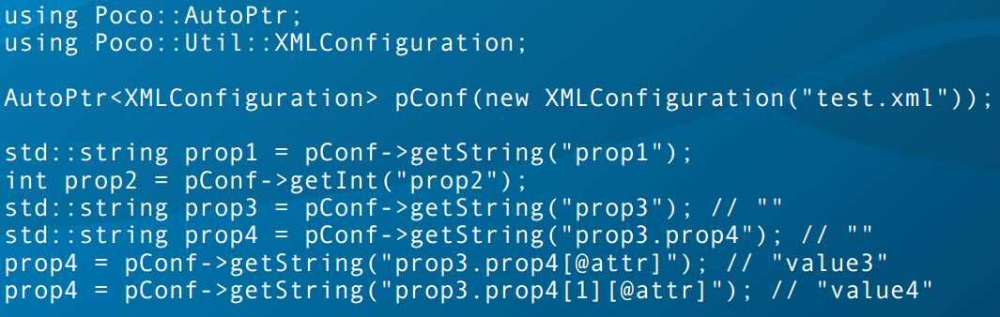 using Poco::AutoPtr;
using Poco::Util::XMLConfiguration;
AutoPtr<XMLConfiguration> pConf(new XMLConfiguration("test.xml"));
std::string prop1 = pConf->getString("prop1");
int prop2 = pConf->getInt("prop2");
std::string prop3 = pConf->getString("prop3"); // ""
std::string prop4 = pConf->getString("prop3.prop4"); // ""
prop4 = pConf->getString("prop3.prop4[@attr]"); // "value3"
prop4 = pConf->getString("prop3.prop4[1][@attr]"); // "value4"